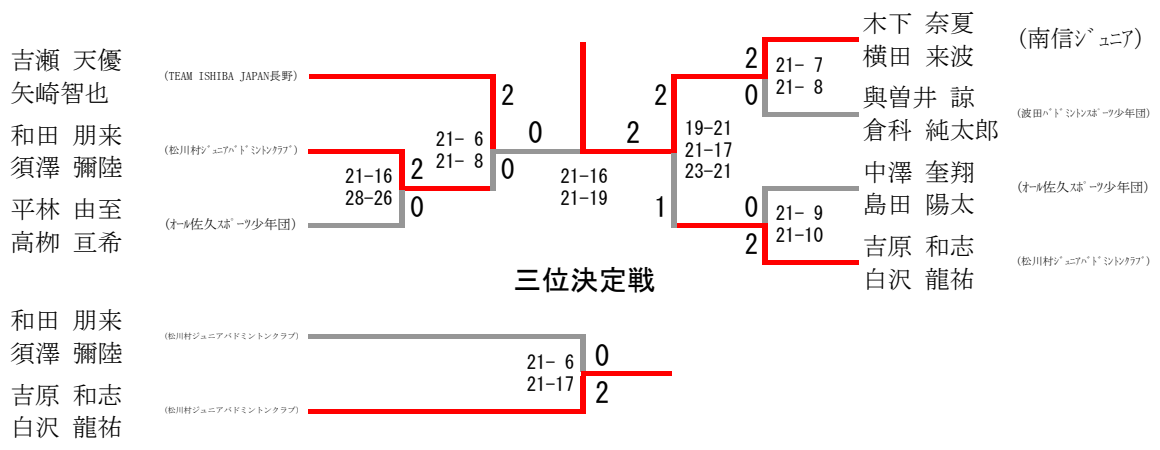 吉瀬 天優
矢崎智也
(TEAM ISHIBA JAPAN長野)
和田 朋来
須澤 彌陸
(松川村ｼﾞｭﾆｱﾊﾞﾄﾞﾐﾝﾄﾝｸﾗﾌﾞ)
平林 由至
高栁 亘希
(ｵｰﾙ佐久ｽﾎﾟｰﾂ少年団)
21-16
28-26
2
0
21- 6
21- 8
2
0
0
2
21-16
21-19
2
1
19-21
21-17
23-21
2
0
21- 7
21- 8
0
2
21- 9
21-10
木下 奈夏
横田 来波
(南信ｼﾞｭﾆｱ)
與曽井 諒
倉科 純太郎
(波田ﾊﾞﾄﾞﾐﾝﾄﾝｽﾎﾟｰﾂ少年団)
中澤 奎翔
島田 陽太
(ｵｰﾙ佐久ｽﾎﾟｰﾂ少年団)
吉原 和志
白沢 龍祐
(松川村ｼﾞｭﾆｱﾊﾞﾄﾞﾐﾝﾄﾝｸﾗﾌﾞ)
三位決定戦
和田 朋来
須澤 彌陸
(松川村ジュニアバドミントンクラブ)
吉原 和志
白沢 龍祐
(松川村ジュニアバドミントンクラブ)
21- 6
21-17
0
2